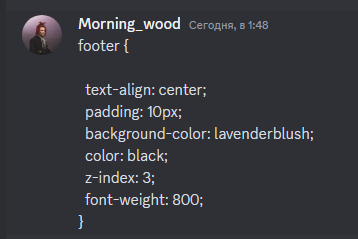 Morning_wood Сегодня, в 1:48
footer {
text-align: center;
padding: 10px;
background-color: lavenderblush;
color: black;
z-index: 3;
font-weight: 800;
}